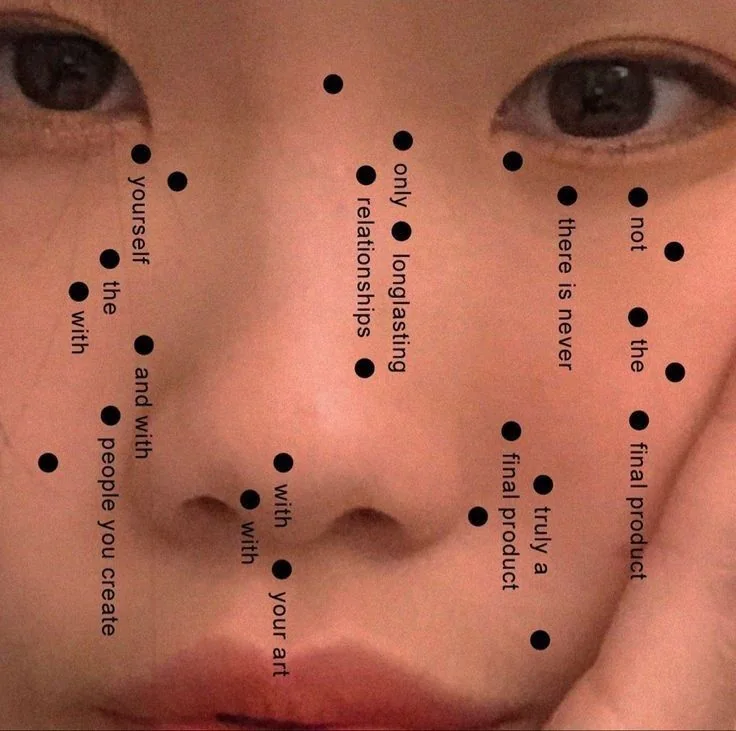 not the final product
there is never
truly a
final product
only longlasting
relationships
with your art
with
yourself and with
the people you create
with